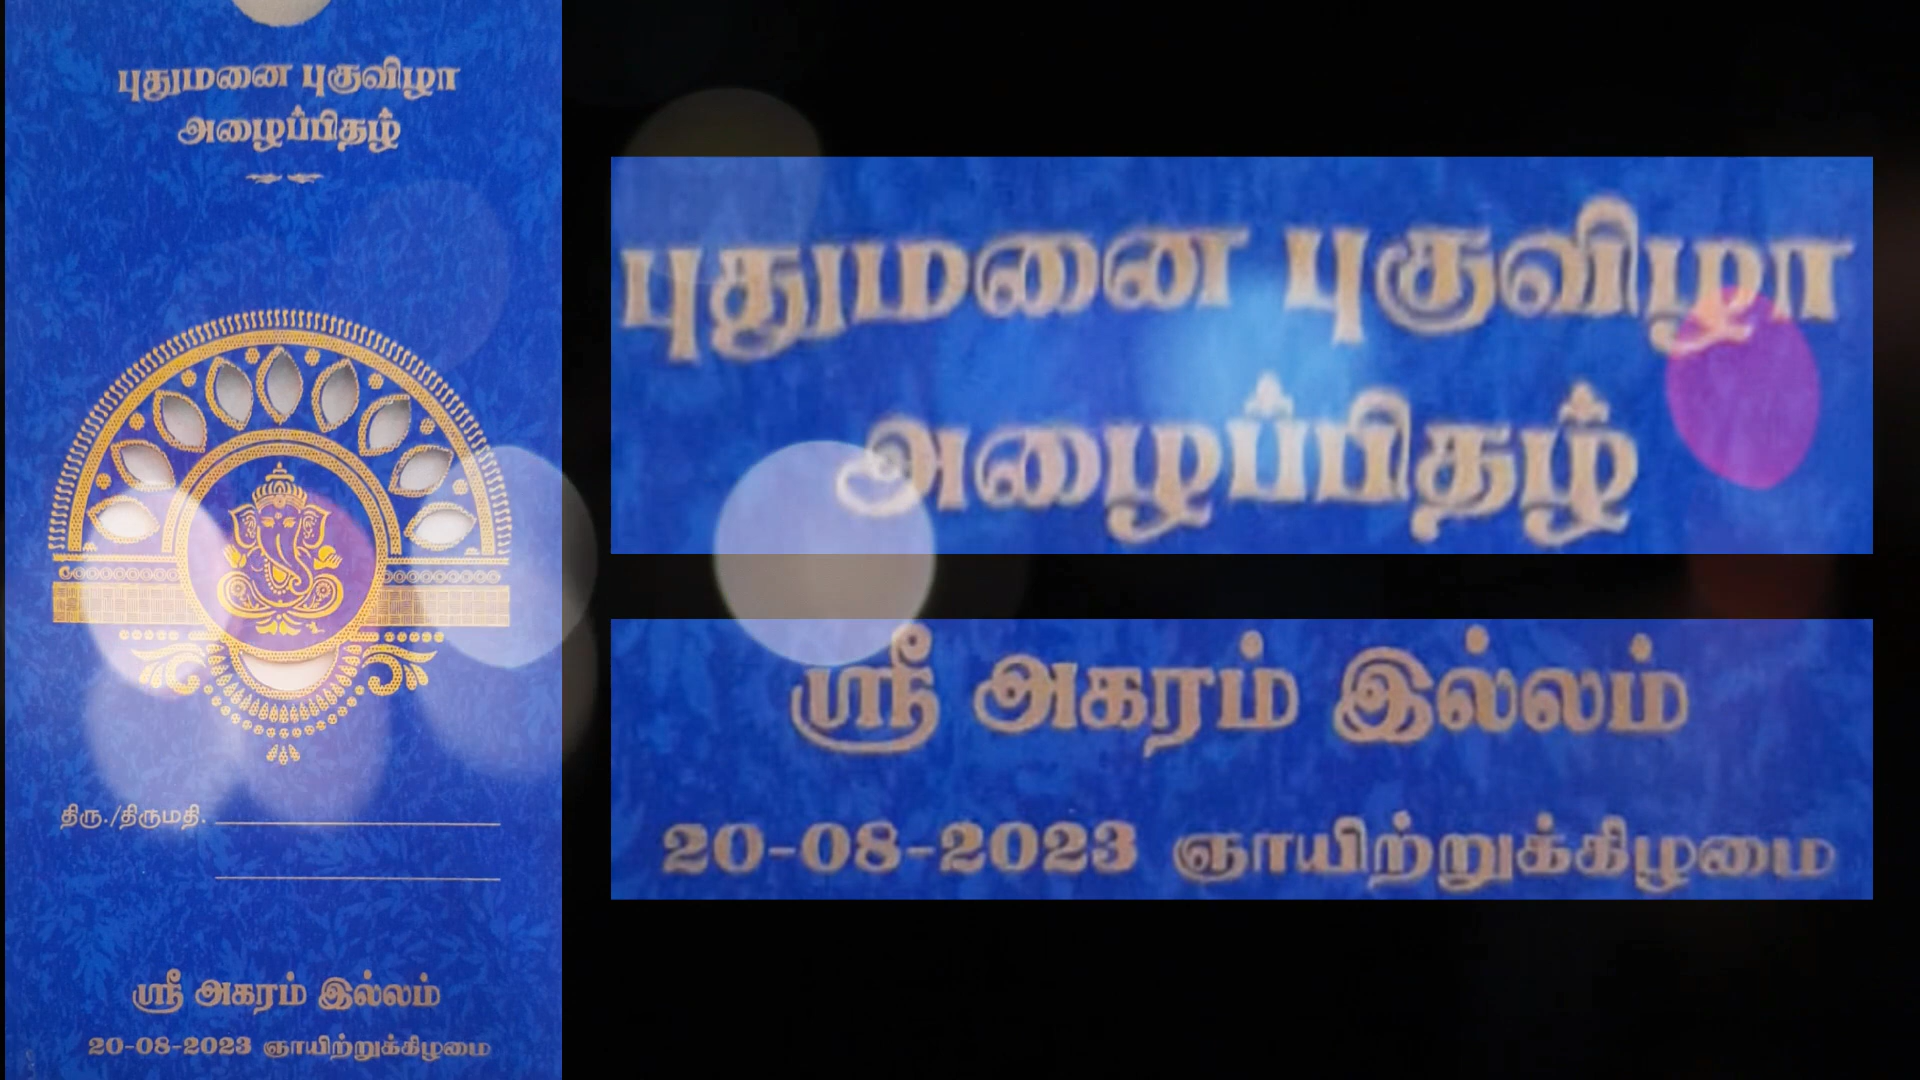 புதுமனை புகுவிழா
அழைப்பிதழ்
திரு./திருமதி.
ஸ்ரீ அகரம் இல்லம்
20-08-2023 ஞாயிற்றுக்கிழமை
புதுமனை புகுவிழா
அழைப்பிதழ்
ஸ்ரீ அகரம் இல்லம்
20-08-2023 ஞாயிற்றுக்கிழமை